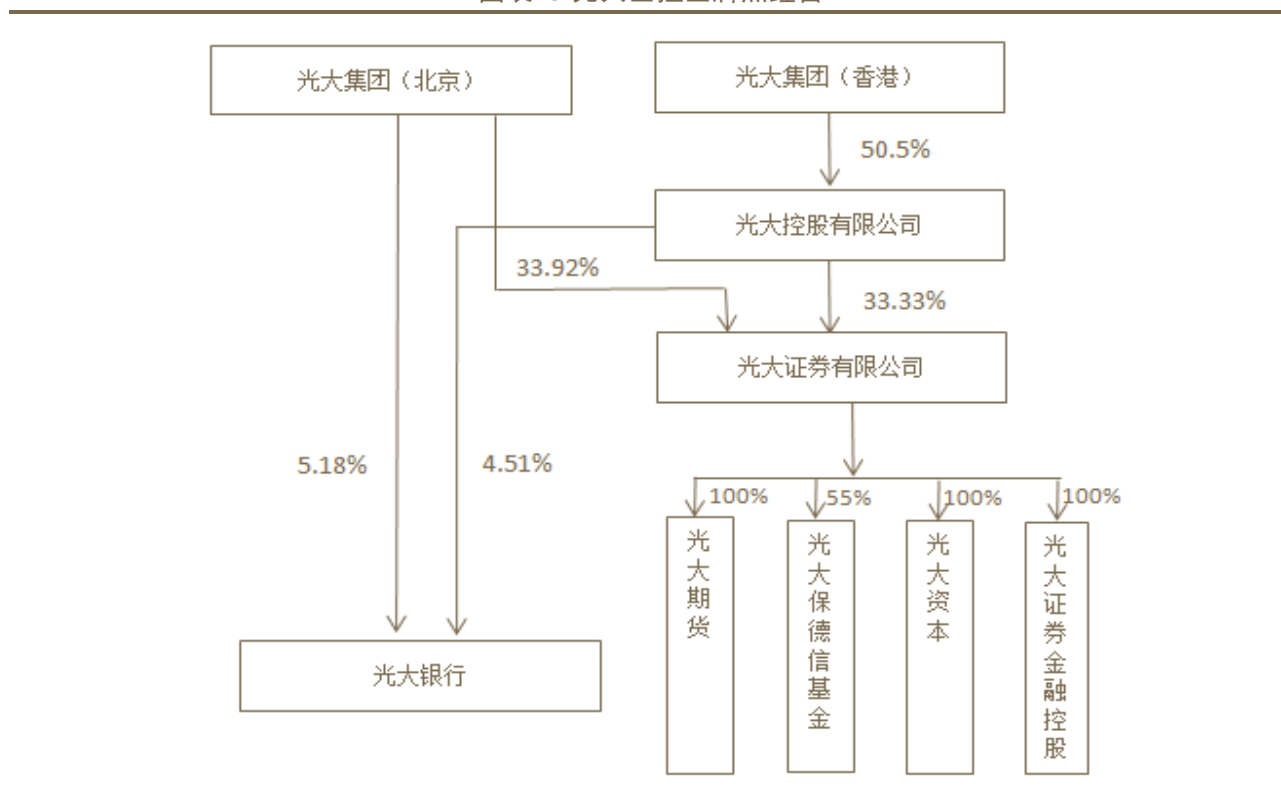 光大集团（北京）
光大集团（香港）
50.5%
光大控股有限公司
33.92%
33.33%
光大证券有限公司
5.18%
4.51%
100%
55%
100%
100%
光大期货
光大保德信基金
光大资本
光大证券金融控股
光大银行